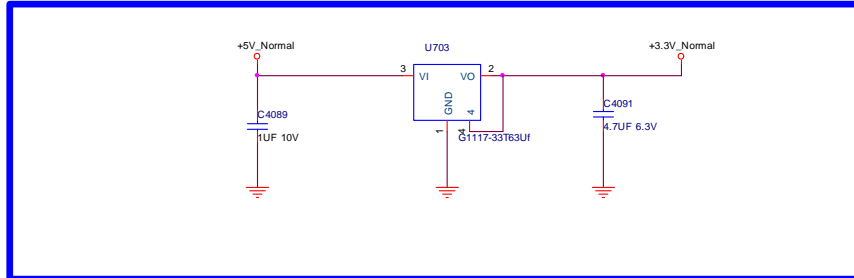 +5V_Normal
U703
+3.3V_Normal
3
VI
VO
2
GND
4
C4089
1UF 10V
1
4
G1117-33T63Uf
C4091
4.7UF 6.3V